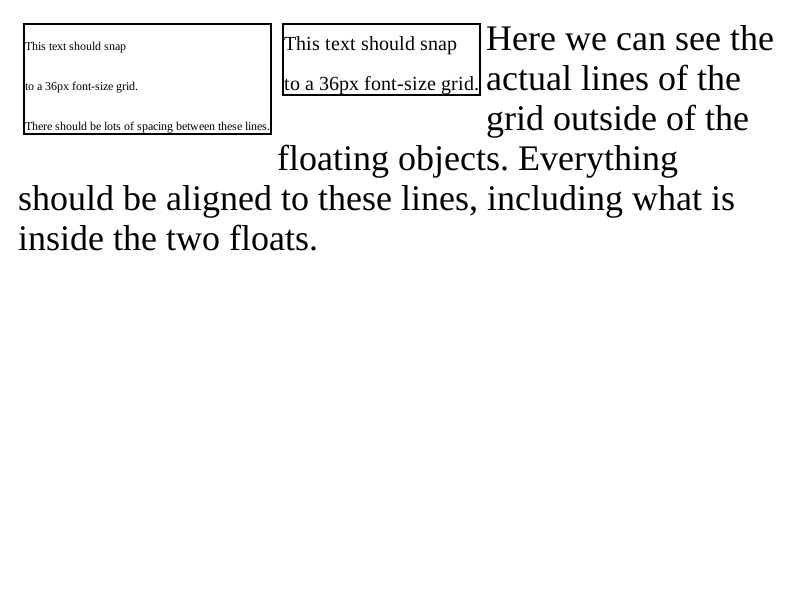 This text should snap
to a 36px font-size grid.
There should be lots of spacing between these lines.
This text should snap
to a 36px font-size grid.
Here we can see the
actual lines of the
grid outside of the
floating objects. Everything
should be aligned to these lines, including what is
inside the two floats.